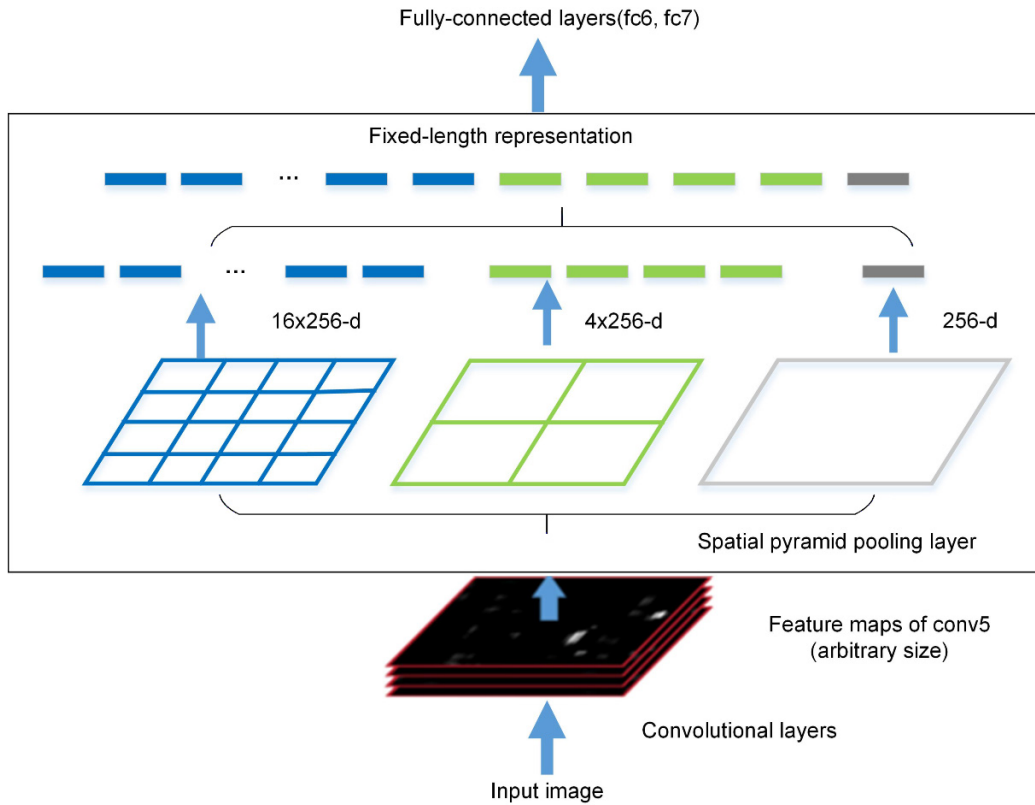 Fully-connected layers(fc6, fc7)
Fixed-length representation
...
...
16x256-d
4x256-d
256-d
Spatial pyramid pooling layer
Feature maps of conv5
(arbitrary size)
Convolutional layers
Input image